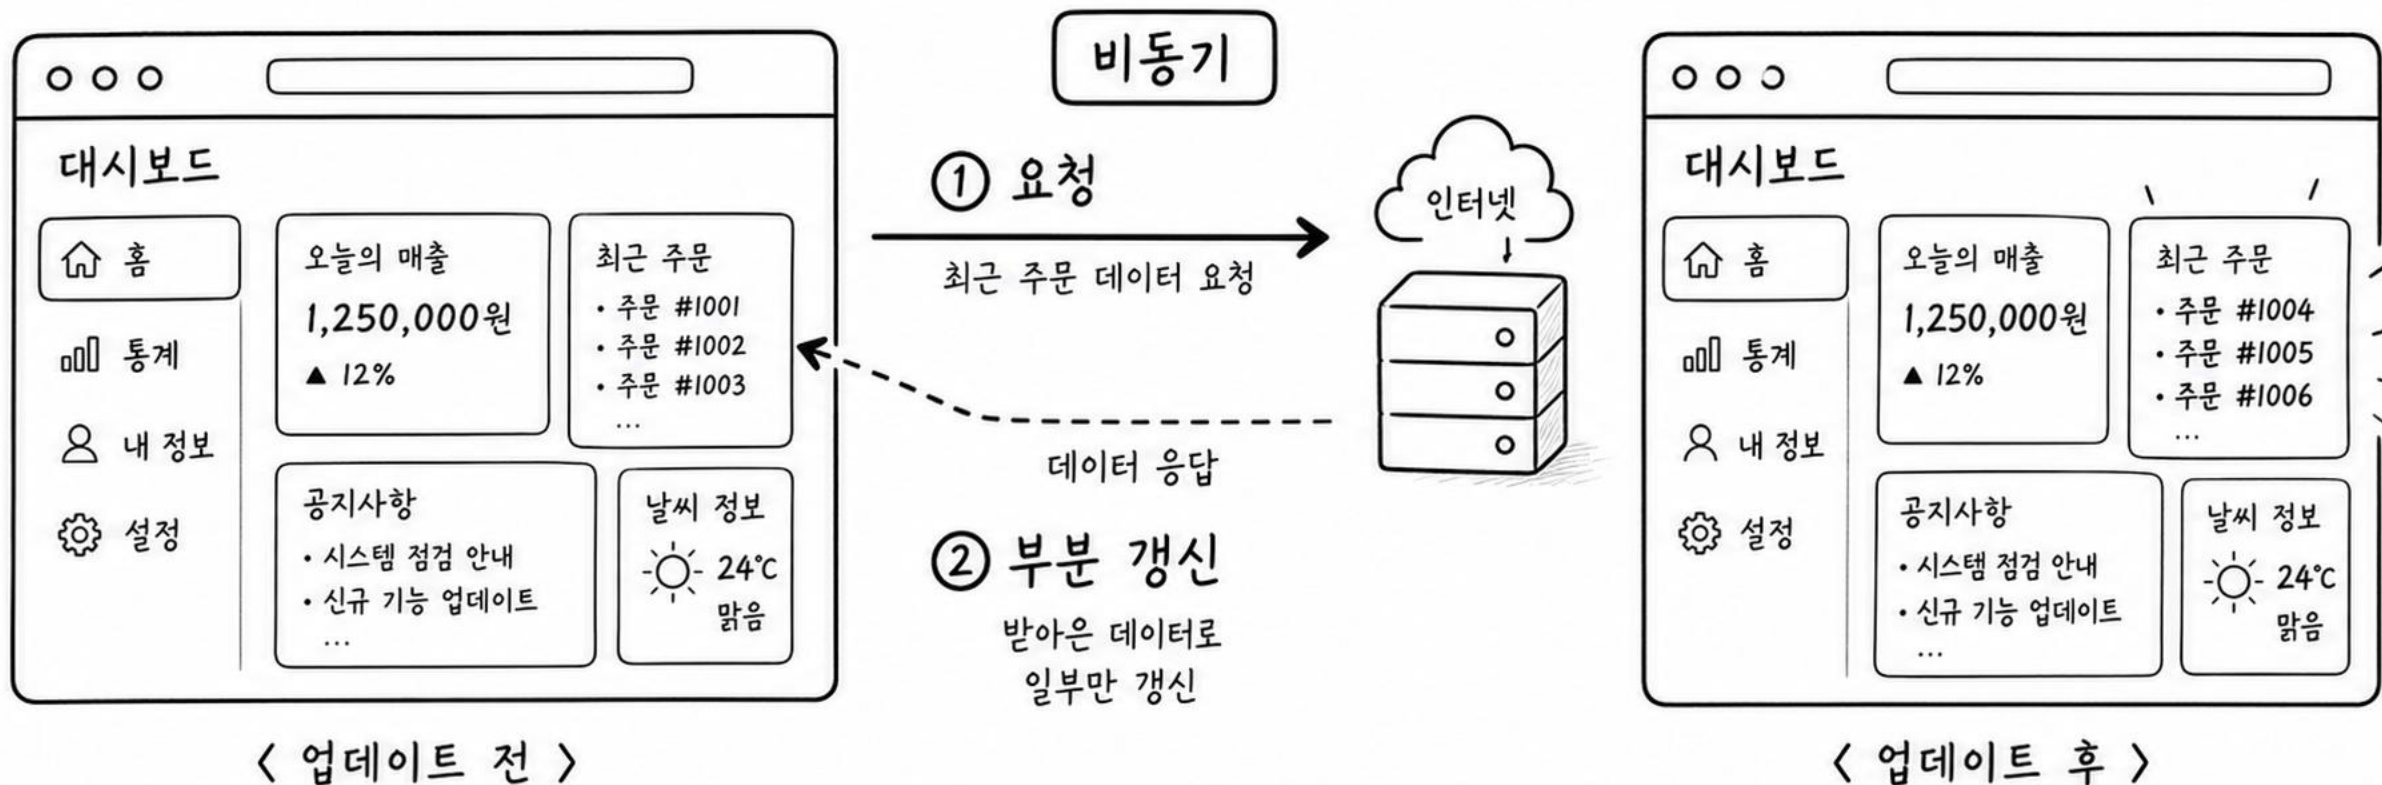 비동기
대시보드
홈
통계
내 정보
설정
오늘의 매출
1,250,000원
▲ 12%
최근 주문
• 주문 #1001
• 주문 #1002
• 주문 #1003
...
공지사항
• 시스템 점검 안내
• 신규 기능 업데이트
...
날씨 정보
24℃
맑음
< 업데이트 전 >
① 요청
최근 주문 데이터 요청
인터넷
데이터 응답
② 부분 갱신
받아은 데이터로
일부만 갱신
대시보드
홈
통계
내 정보
설정
오늘의 매출
1,250,000원
▲ 12%
최근 주문
• 주문 #1004
• 주문 #1005
• 주문 #1006
...
공지사항
• 시스템 점검 안내
• 신규 기능 업데이트
...
날씨 정보
24℃
맑음
< 업데이트 후 >